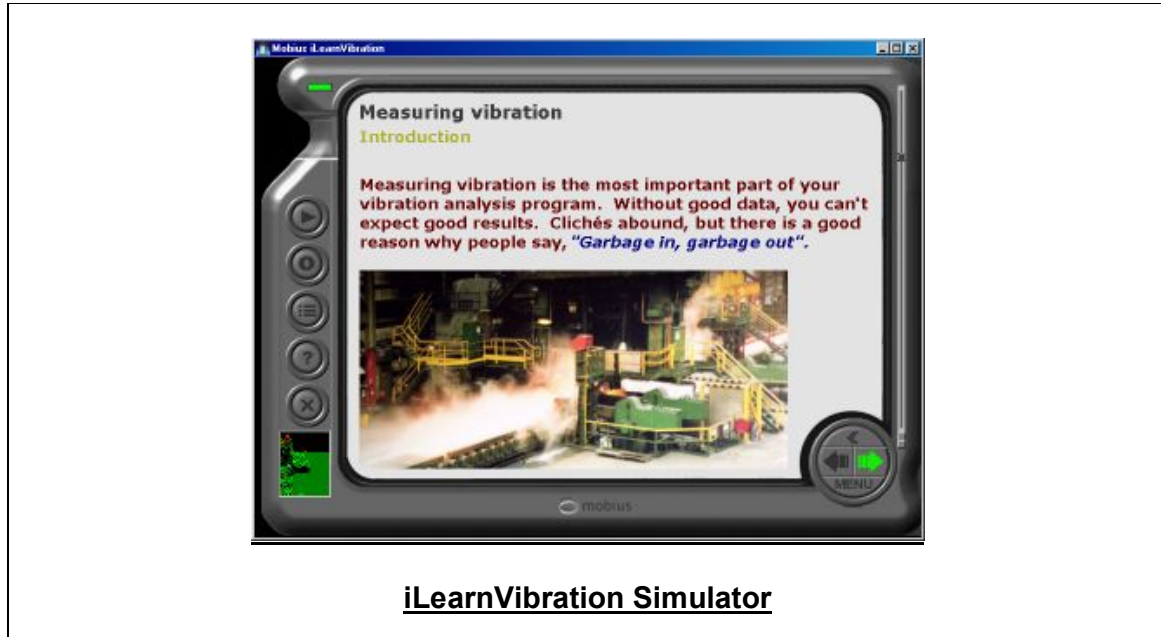 Mobius iLearnVibration
Measuring vibration
Introduction
Measuring vibration is the most important part of your
vibration analysis program.  Without good data, you can't
expect good results.  Clichés abound, but there is a good
reason why people say, "Garbage in, garbage out".
MENU
mobius
iLearnVibration Simulator